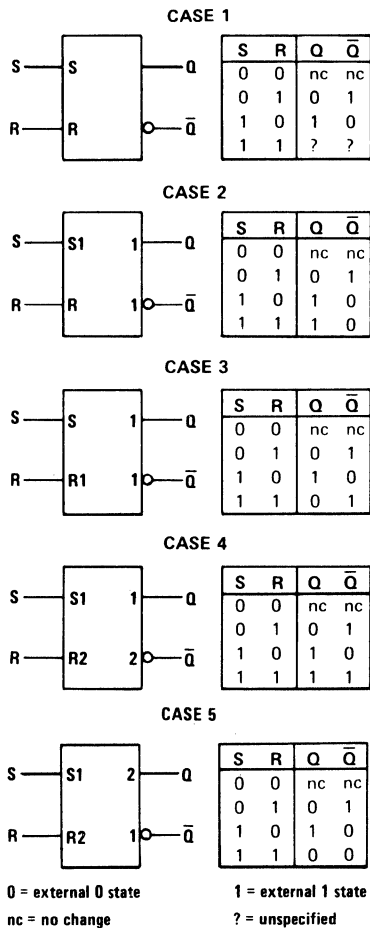 CASE 1
S S Q
R R Q̅
S R Q Q̅
0 0 nc nc
0 1 0 1
1 0 1 0
1 1 ? ?
CASE 2
S S1 1 Q
R R 1 Q̅
S R Q Q̅
0 0 nc nc
0 1 0 1
1 0 1 0
1 1 1 0
CASE 3
S S 1 Q
R R1 1 Q̅
S R Q Q̅
0 0 nc nc
0 1 0 1
1 0 1 0
1 1 0 1
CASE 4
S S1 1 Q
R R2 2 Q̅
S R Q Q̅
0 0 nc nc
0 1 0 1
1 0 1 0
1 1 1 1
CASE 5
S S1 2 Q
R R2 1 Q̅
S R Q Q̅
0 0 nc nc
0 1 0 1
1 0 1 0
1 1 0 0
0 = external 0 state 1 = external 1 state
nc = no change ? = unspecified